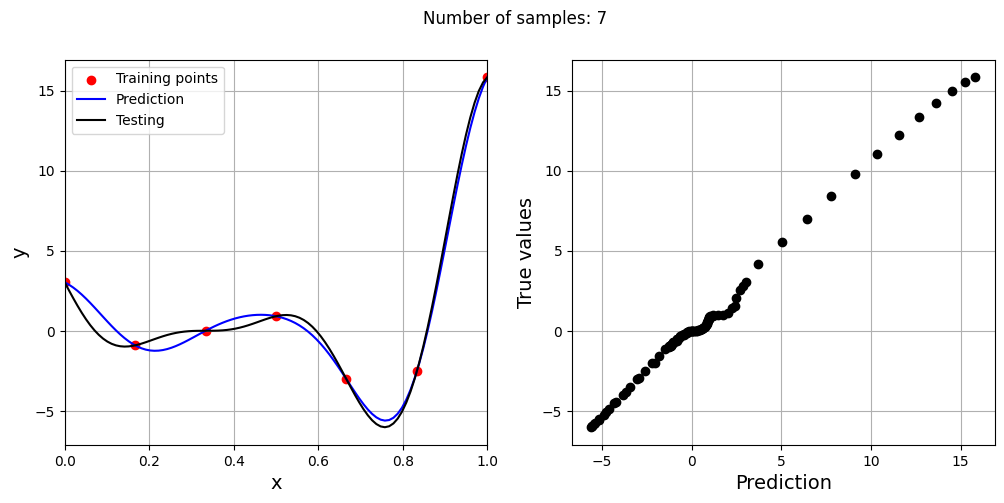 Number of samples: 7
Training points
Prediction
Testing
15
10
5
0
−5
y
0.0 0.2 0.4 0.6 0.8 1.0
x
15
10
5
0
−5
True values
−5 0 5 10 15
Prediction